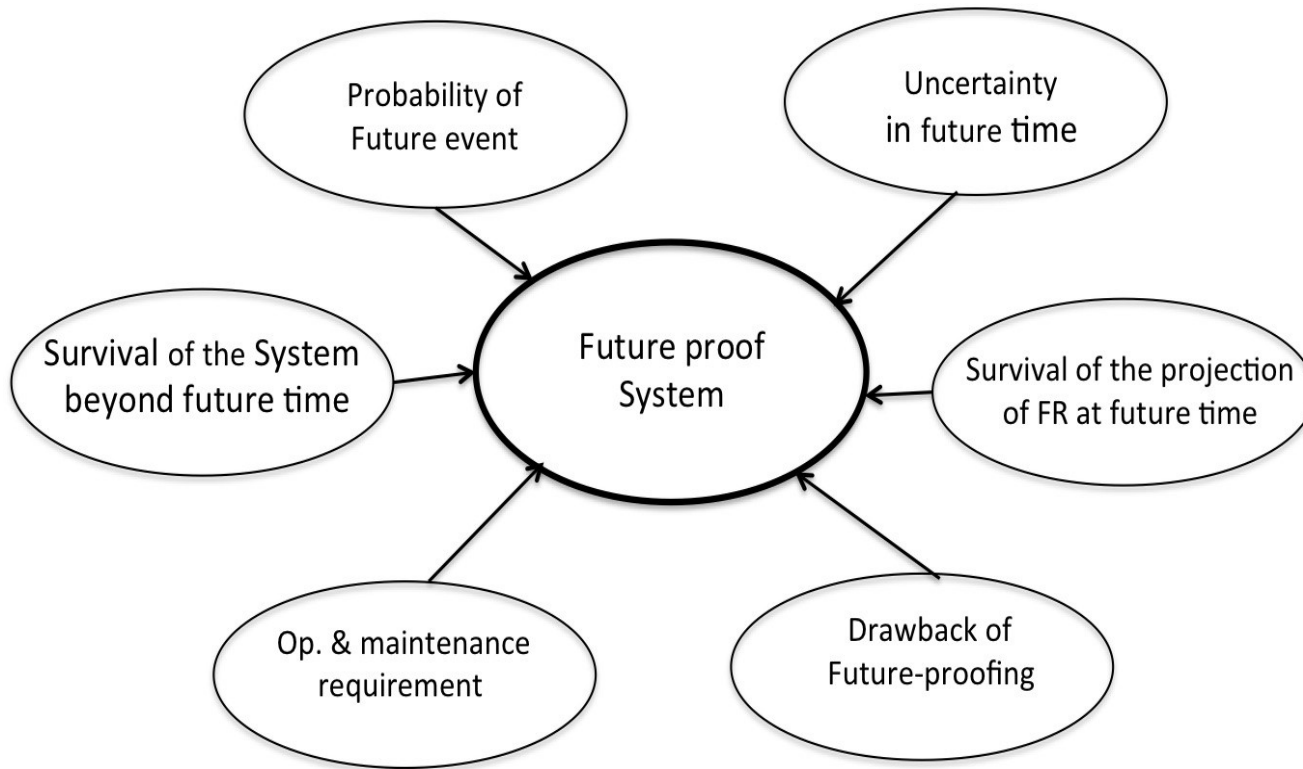 Probability of
Future event
Uncertainty
in future time
Survival of the System
beyond future time
Future proof
System
Survival of the projection
of FR at future time
Op. & maintenance
requirement
Drawback of
Future-proofing